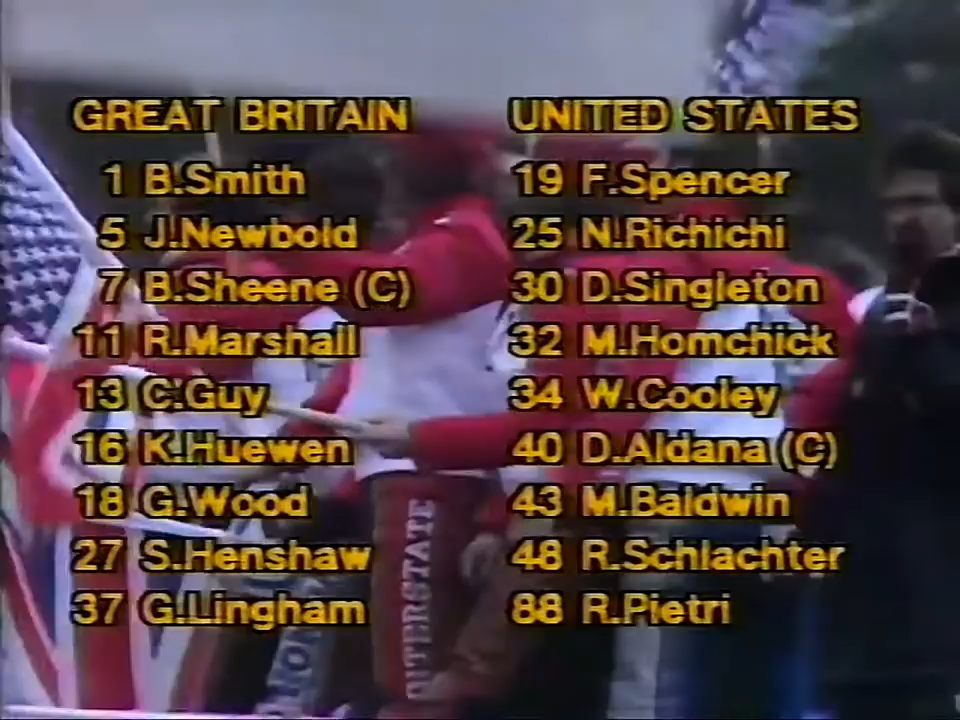 GREAT BRITAIN
1 B.Smith
5 J.Newbold
7 B.Sheene (C)
11 R.Marshall
13 C.Guy
16 K.Huewen
18 G.Wood
27 S.Henshaw
37 G.Lingham
UNITED STATES
19 F.Spencer
25 N.Richichi
30 D.Singleton
32 M.Homchick
34 W.Cooley
40 D.Aldana (C)
43 M.Baldwin
48 R.Schlachter
88 R.Pietri
OUTERSTATE